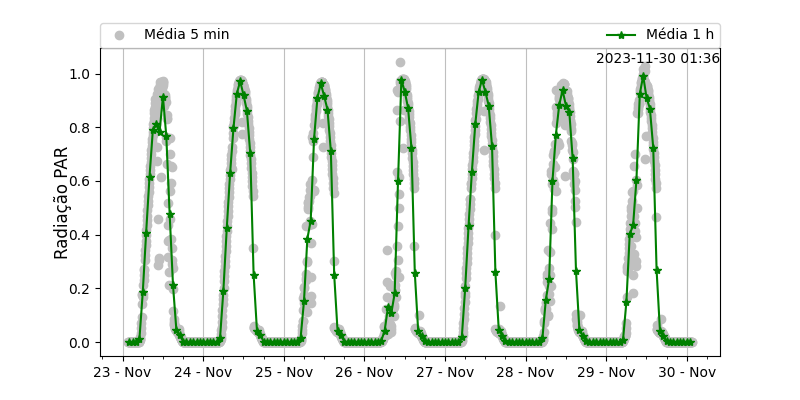 Média 5 min
Média 1 h
2023-11-30 01:36
Radiação PAR
1.0
0.8
0.6
0.4
0.2
0.0
23 - Nov
24 - Nov
25 - Nov
26 - Nov
27 - Nov
28 - Nov
29 - Nov
30 - Nov